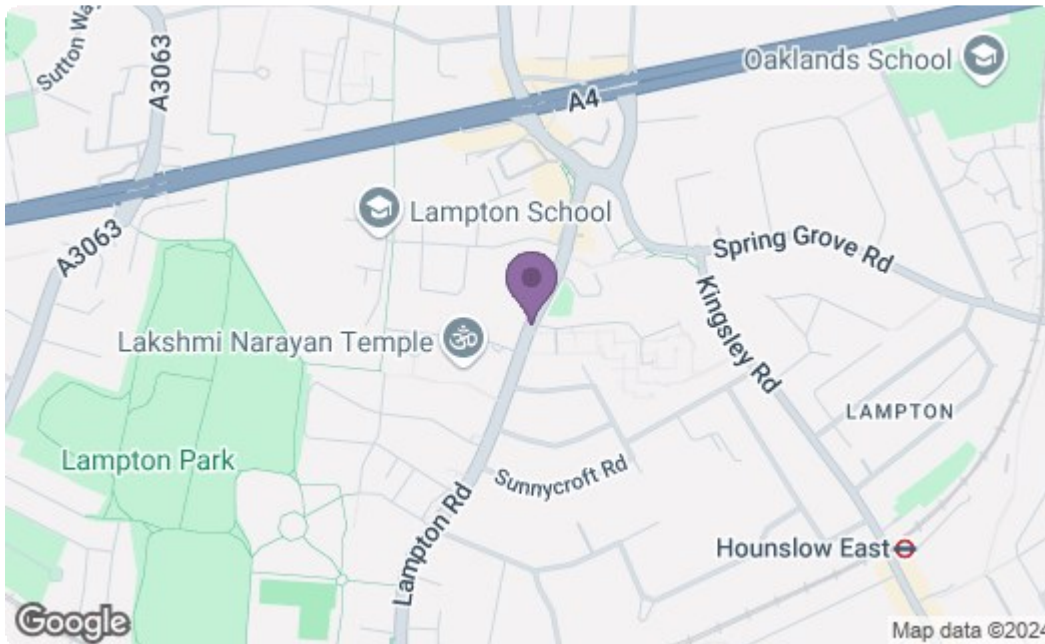 Sutton Way
A3063
A4
Oaklands School
Lampton School
A3063
Spring Grove Rd
Kingsley Rd
Lakshmi Narayan Temple
ॐ
LAMPTON
Lampton Park
Sunnycroft Rd
Lampton Rd
Hounslow East
Google
Map data ©2024